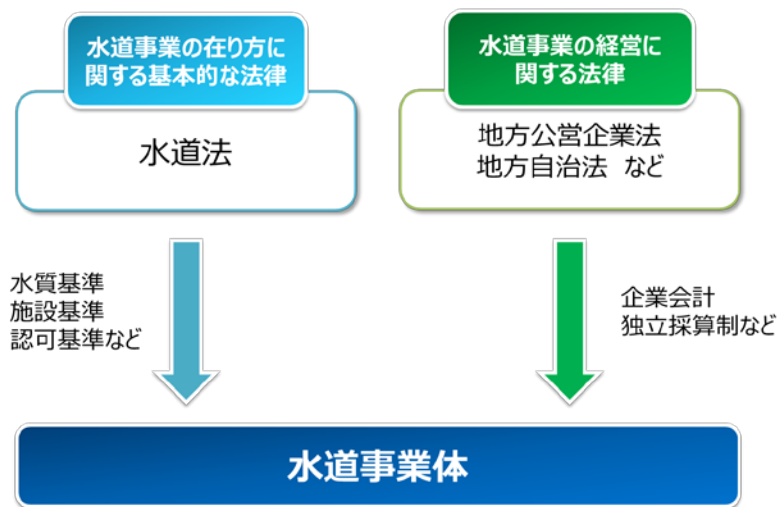 水道事業の在り方に
関する基本的な法律
水道法
水道事業の経営に
関する法律
地方公営企業法
地方自治法 など
水質基準
施設基準
認可基準など
企業会計
独立採算制など
水道事業体